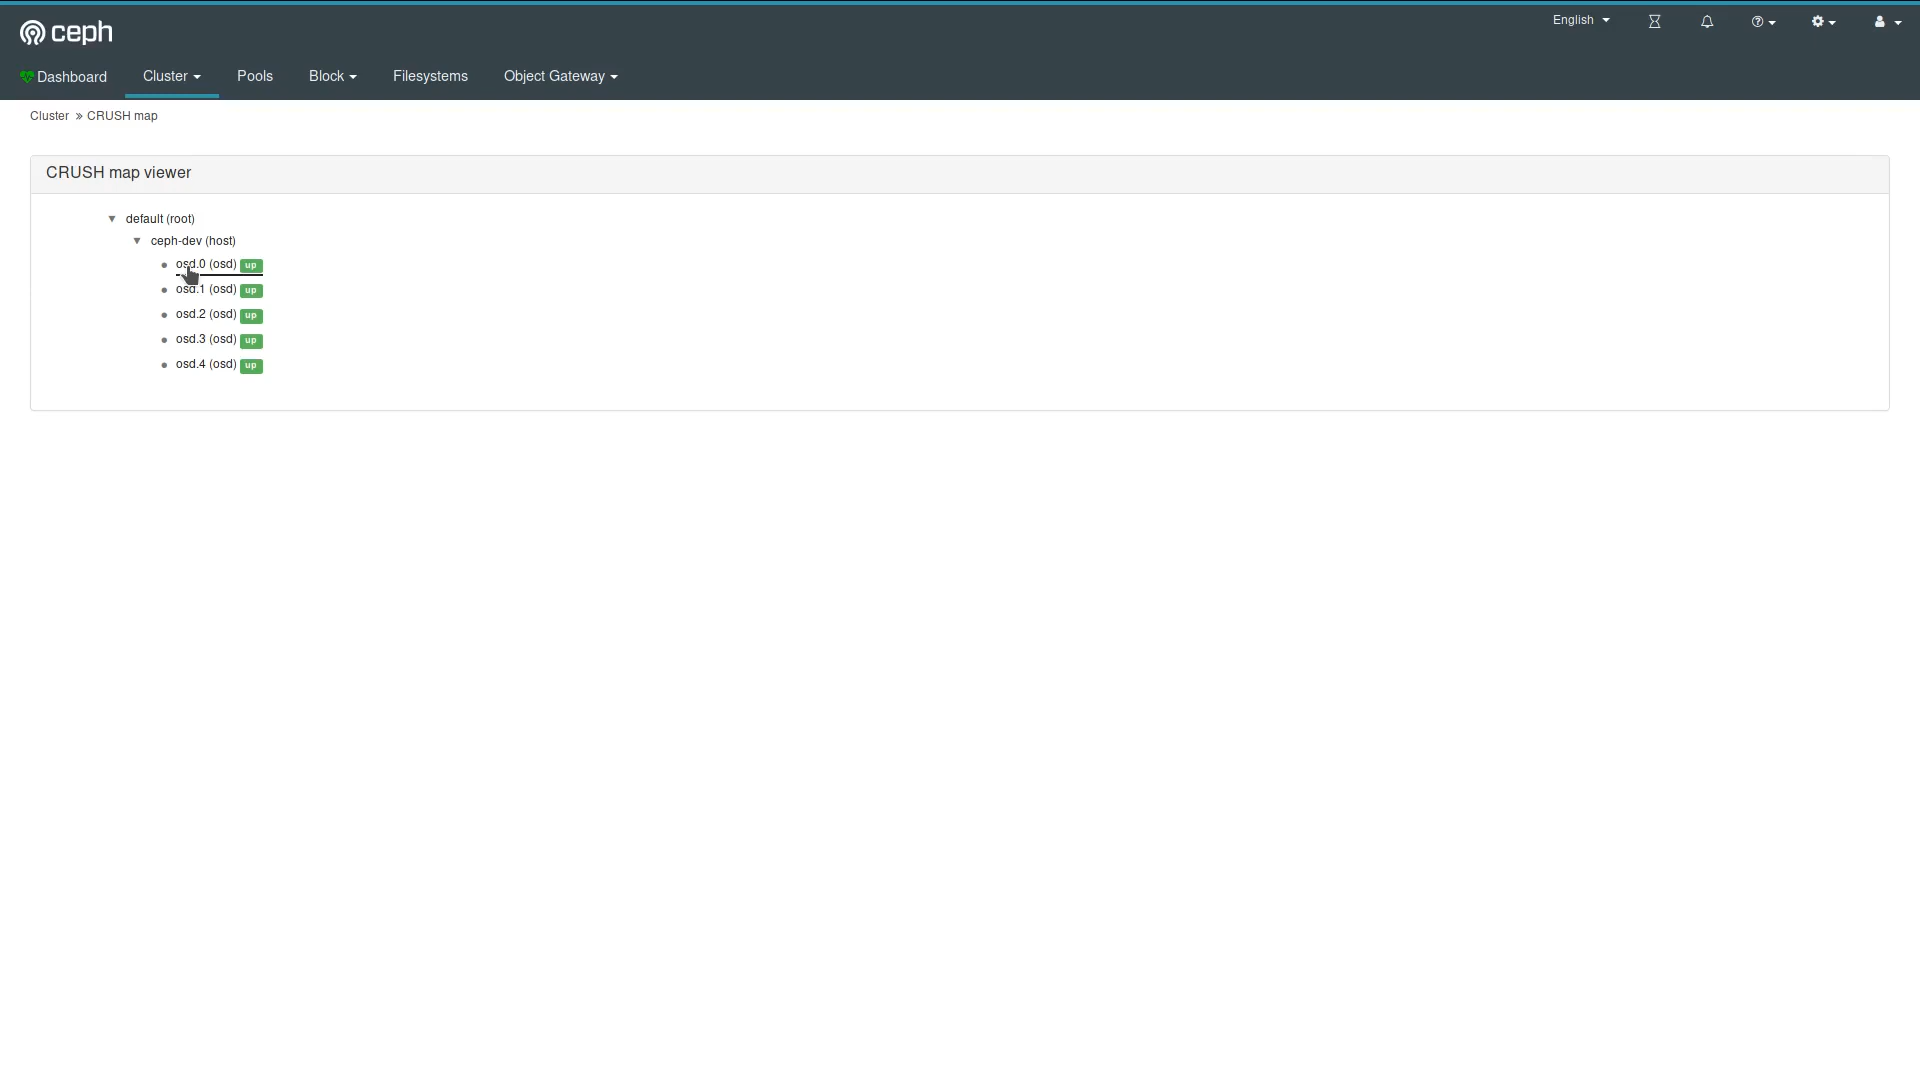 ceph
English
Dashboard Cluster Pools Block Filesystems Object Gateway
Cluster » CRUSH map
CRUSH map viewer
default (root)
ceph-dev (host)
osd.0 (osd) up
osd.1 (osd) up
osd.2 (osd) up
osd.3 (osd) up
osd.4 (osd) up